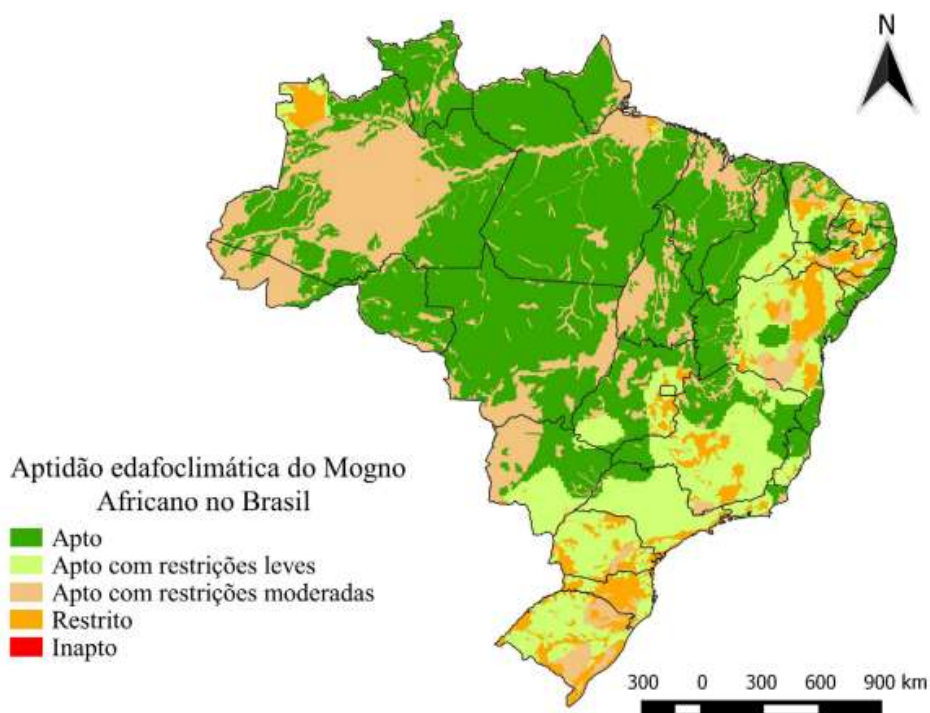 N
Aptidão edafoclimática do Mogno
Africano no Brasil
Apto
Apto com restrições leves
Apto com restrições moderadas
Restrito
Inapto
300 0 300 600 900 km